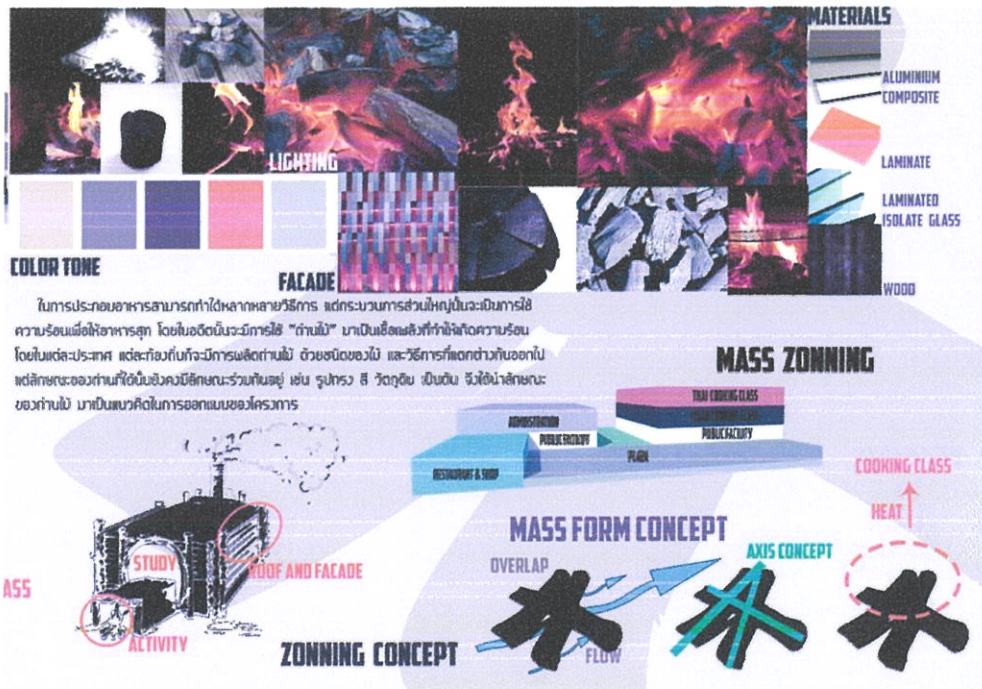 MATERIALS
ALUMINIUM
COMPOSITE
LAMINATE
LAMINATED
ISOLATE GLASS
WOOD
LIGHTING
COLOR TONE
FACADE
ในการประกอบอาหารสามารถทำได้หลากหลายวิธีการ แต่กระบวนการส่วนใหญ่นั้นจะเป็นการใช้
ความร้อนเพื่อให้อาหารสุก โดยในอดีตนั้นจะมีการใช้ "ถ่านไม้" มาเป็นเชื้อเพลิงที่ทำให้เกิดความร้อน
โดยในแต่ละประเทศ แต่ละท้องถิ่นก็จะมีการผลิตถ่านไม้ ด้วยชนิดของไม้ และวิธีการที่แตกต่างกันออกไป
แต่ลักษณะของถ่านที่ได้นั้นยังคงมีลักษณะร่วมกันอยู่ เช่น รูปทรง สี วัตถุดิบ เป็นต้น จึงได้นำลักษณะ
ของถ่านไม้ มาเป็นแนวคิดในการออกแบบของโครงการ
MASS ZONNING
THAI COOKING CLASS
PUBLIC FACILITY
ADMINISTRATION
PUBLIC FACILITY
PLAZA
RESTAURANT & SHOP
COOKING CLASS
HEAT
MASS FORM CONCEPT
OVERLAP
AXIS CONCEPT
FLOW
STUDY
ROOF AND FACADE
ACTIVITY
ASS
ZONNING CONCEPT